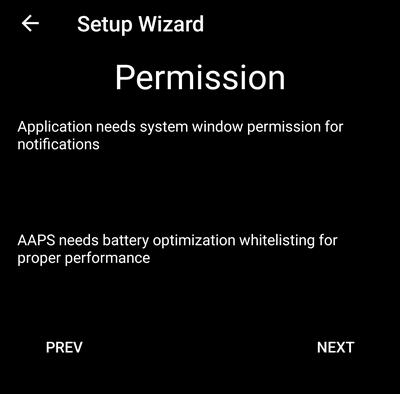 Setup Wizard
Permission
Application needs system window permission for
notifications
AAPS needs battery optimization whitelisting for
proper performance
PREV
NEXT